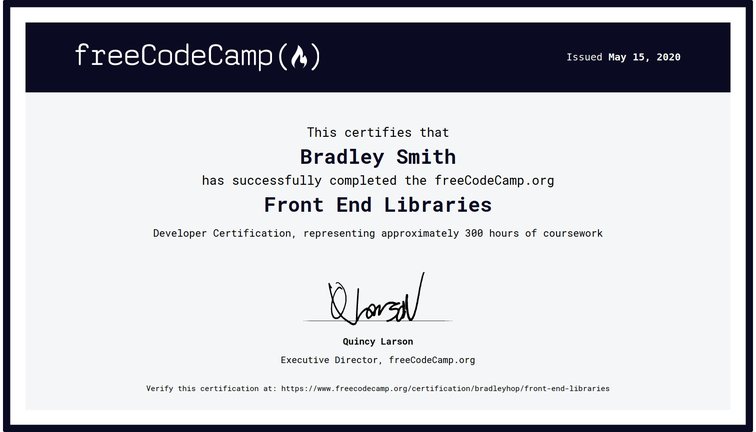 freeCodeCamp(🔥)
Issued May 15, 2020
This certifies that
Bradley Smith
has successfully completed the freeCodeCamp.org
Front End Libraries
Developer Certification, representing approximately 300 hours of coursework
Q Larson
Quincy Larson
Executive Director, freeCodeCamp.org
Verify this certification at: https://www.freecodecamp.org/certification/bradleyhop/front-end-libraries